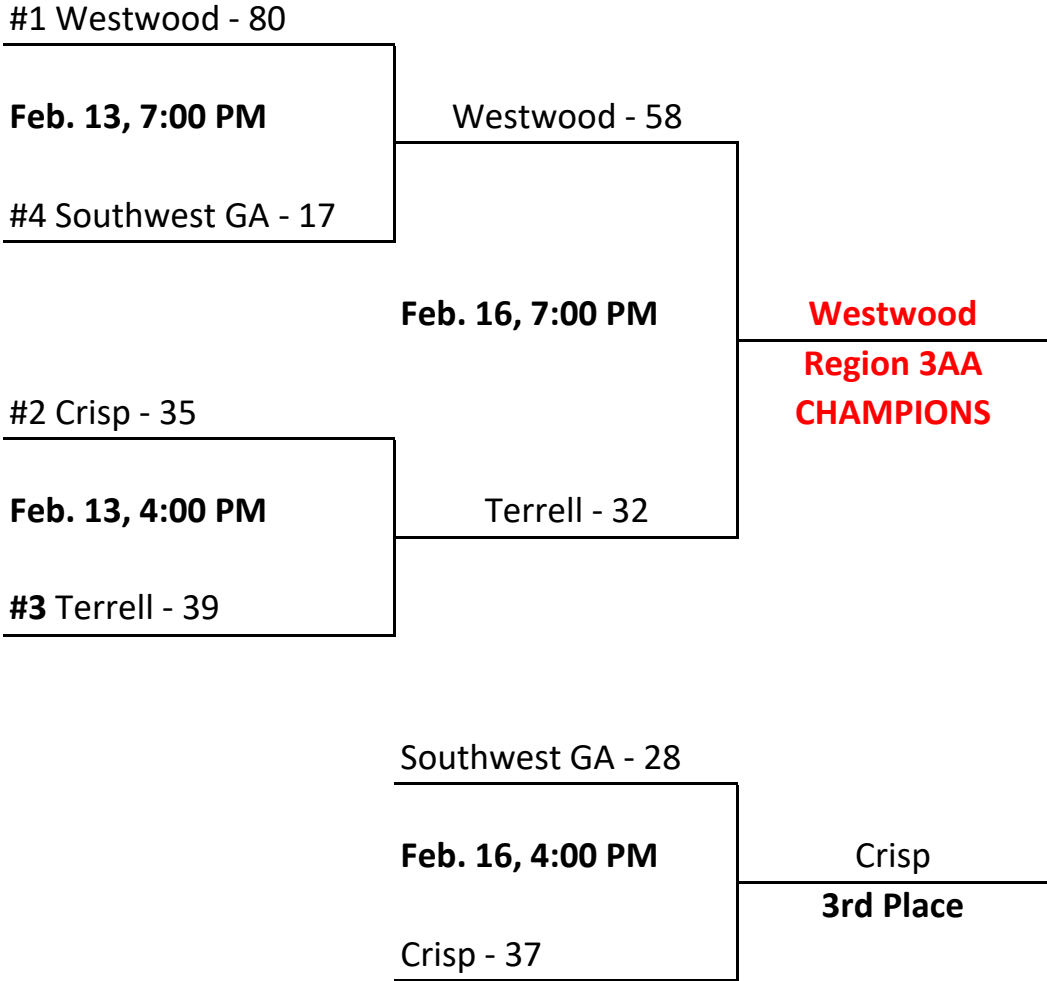 #1 Westwood - 80
Feb. 13, 7:00 PM
Westwood - 58
#4 Southwest GA - 17
Feb. 16, 7:00 PM
Westwood
Region 3AA
CHAMPIONS
#2 Crisp - 35
Feb. 13, 4:00 PM
Terrell - 32
#3 Terrell - 39
Southwest GA - 28
Feb. 16, 4:00 PM
Crisp
3rd Place
Crisp - 37